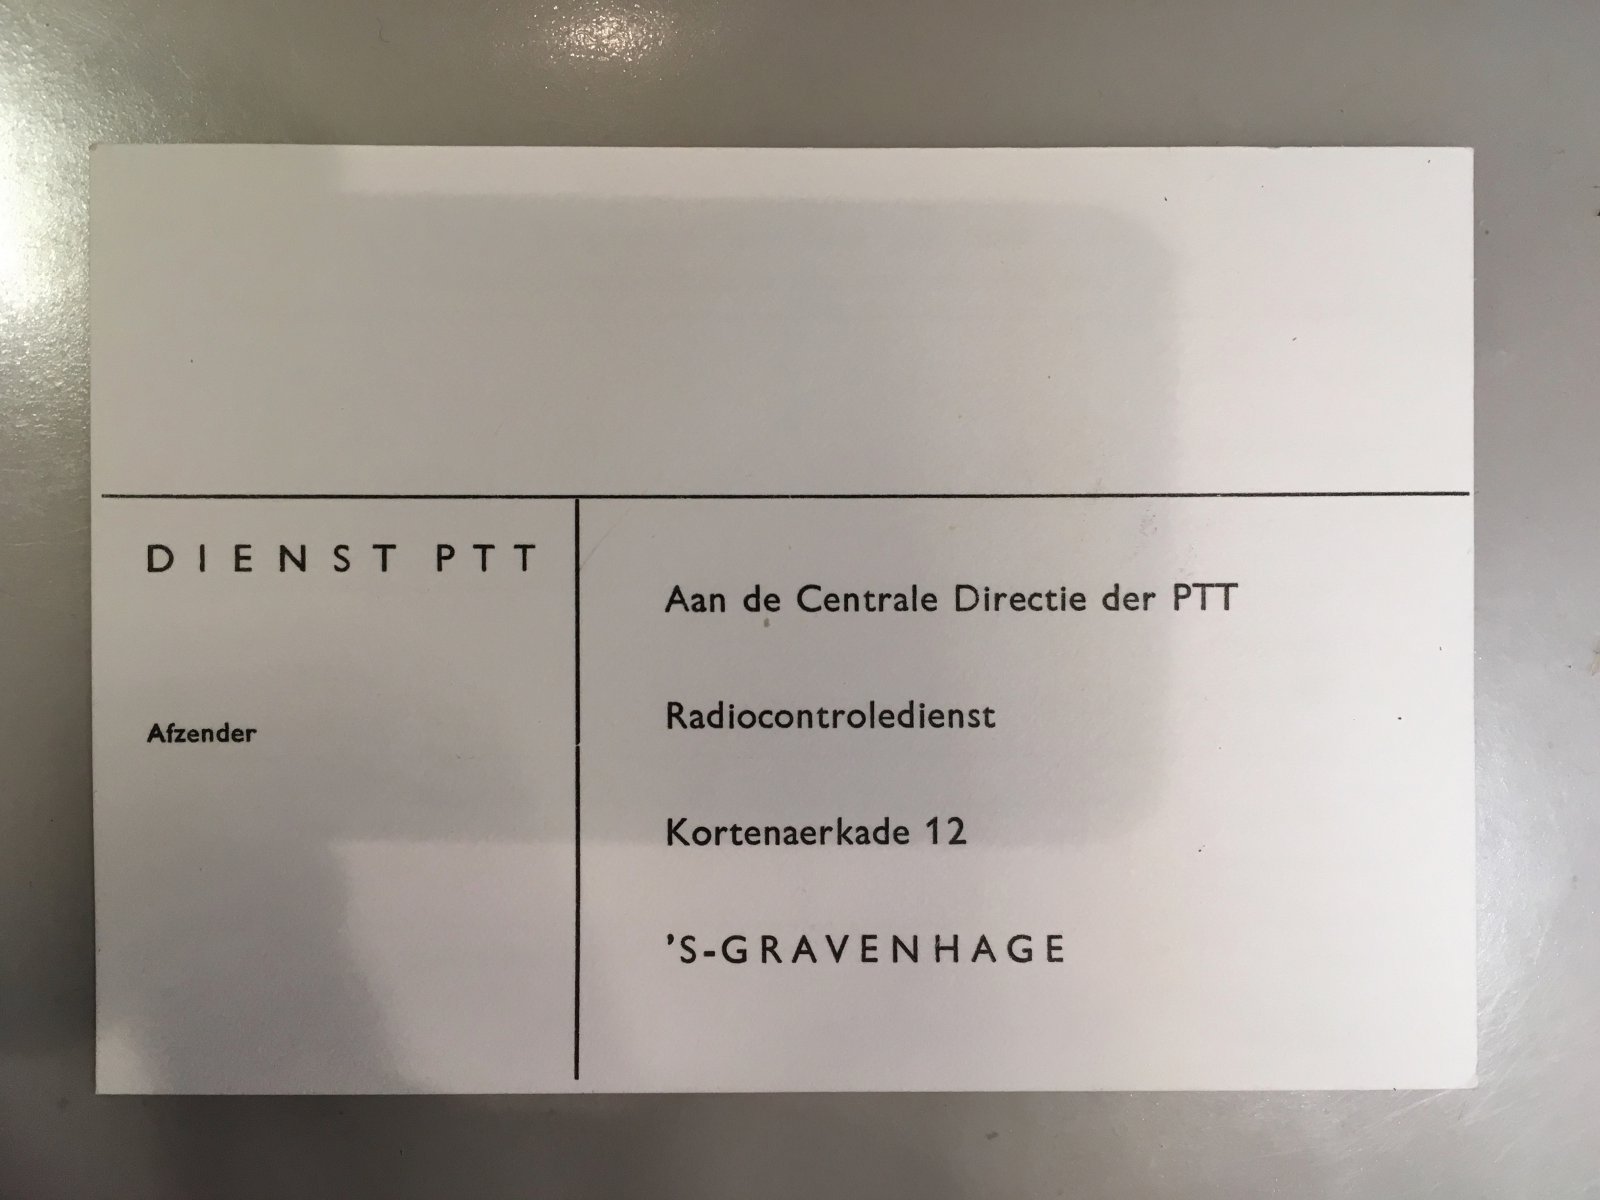 DIENST PTT
Afzender
Aan de Centrale Directie der PTT
Radiocontroledienst
Kortenaerkade 12
'S-GRAVENHAGE